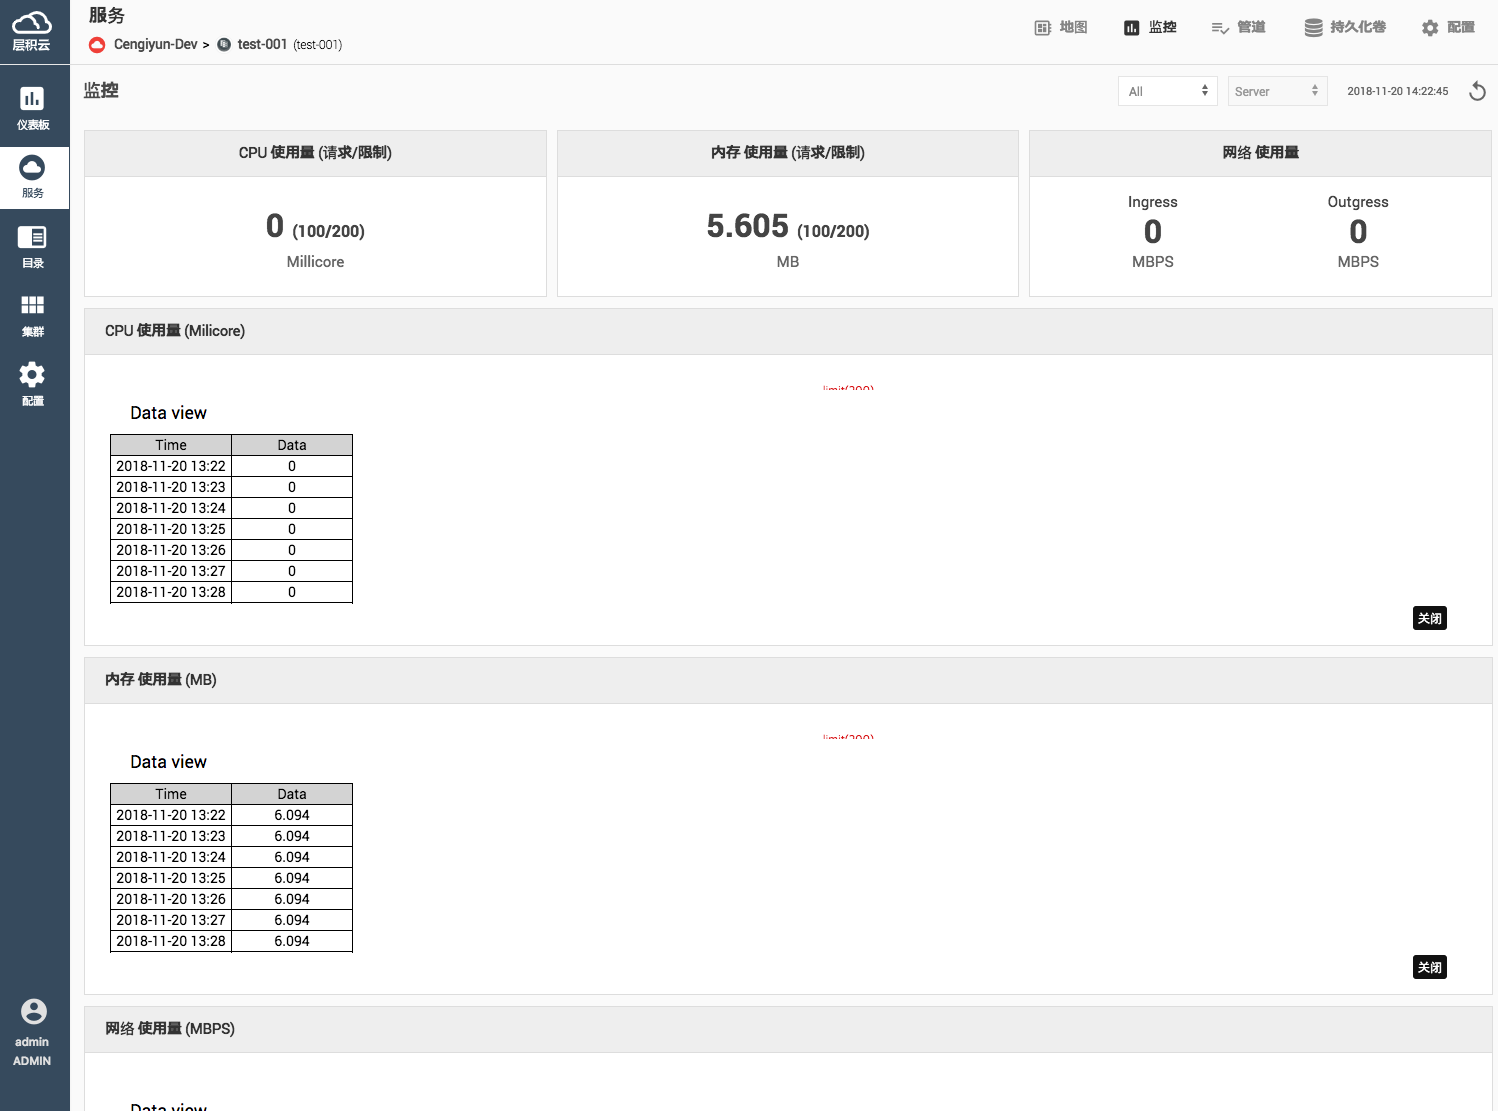 层积云
服务
Cengiyun-Dev > test-001 (test-001)
地图
监控
管道
持久化卷
配置
仪表板
服务
目录
集群
配置
admin
ADMIN
监控
All
Server
2018-11-20 14:22:45
CPU 使用量 (请求/限制)
0 (100/200)
Millicore
内存 使用量 (请求/限制)
5.605 (100/200)
MB
网络 使用量
Ingress
0
MBPS
Outgress
0
MBPS
CPU 使用量 (Milicore)
limit(200)
Data view
Time Data
2018-11-20 13:22 0
2018-11-20 13:23 0
2018-11-20 13:24 0
2018-11-20 13:25 0
2018-11-20 13:26 0
2018-11-20 13:27 0
2018-11-20 13:28 0
关闭
内存 使用量 (MB)
limit(200)
Data view
Time Data
2018-11-20 13:22 6.094
2018-11-20 13:23 6.094
2018-11-20 13:24 6.094
2018-11-20 13:25 6.094
2018-11-20 13:26 6.094
2018-11-20 13:27 6.094
2018-11-20 13:28 6.094
关闭
网络 使用量 (MBPS)
Data view